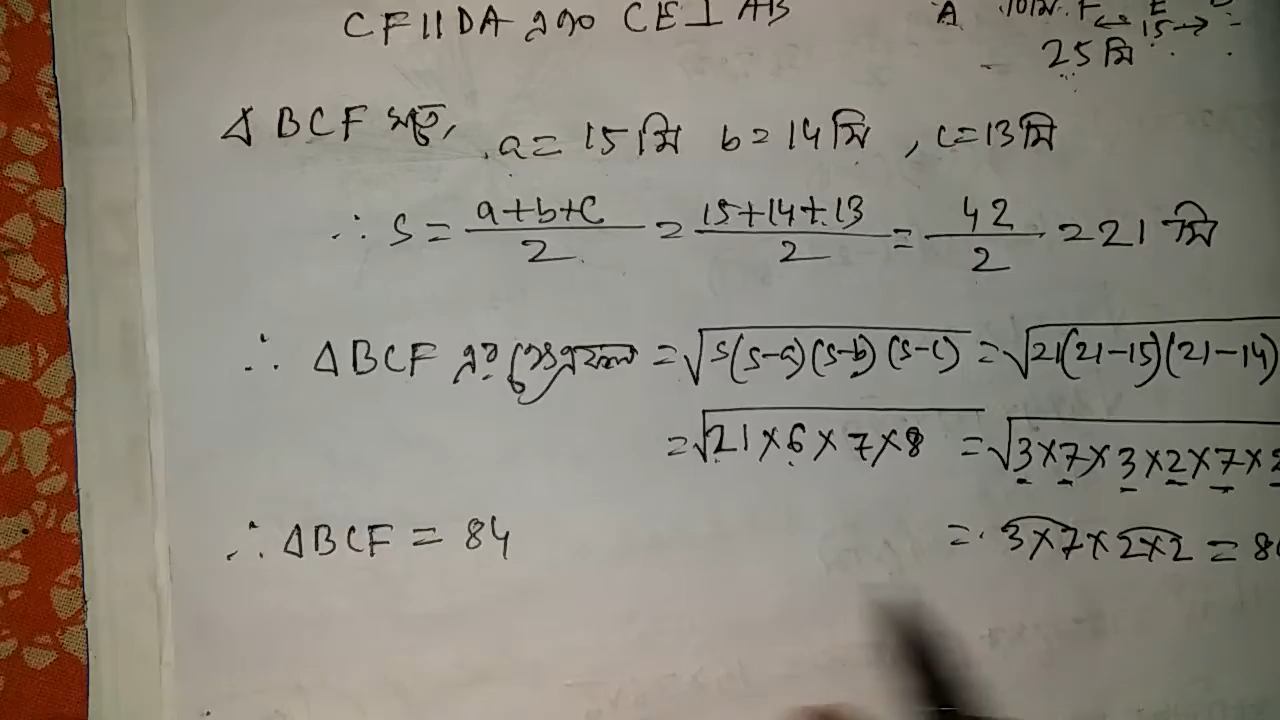 CF||DA এবং CE⊥AB
A 10মি. F E
↔ 15→
25 মি
Δ BCF এর, a= 15 মি b= 14 মি , c=13 মি
∴ S = a+b+c/2 = 15+14+13/2 = 42/2 = 21 মি
∴ ΔBCF এর ক্ষেত্রফল = √s(s-a)(s-b)(s-c) = √21(21-15)(21-14)
= √21×6×7×8 = √3×7×3×2×7×2
∴ ΔBCF = 84 = 3×7×2×2 = 8